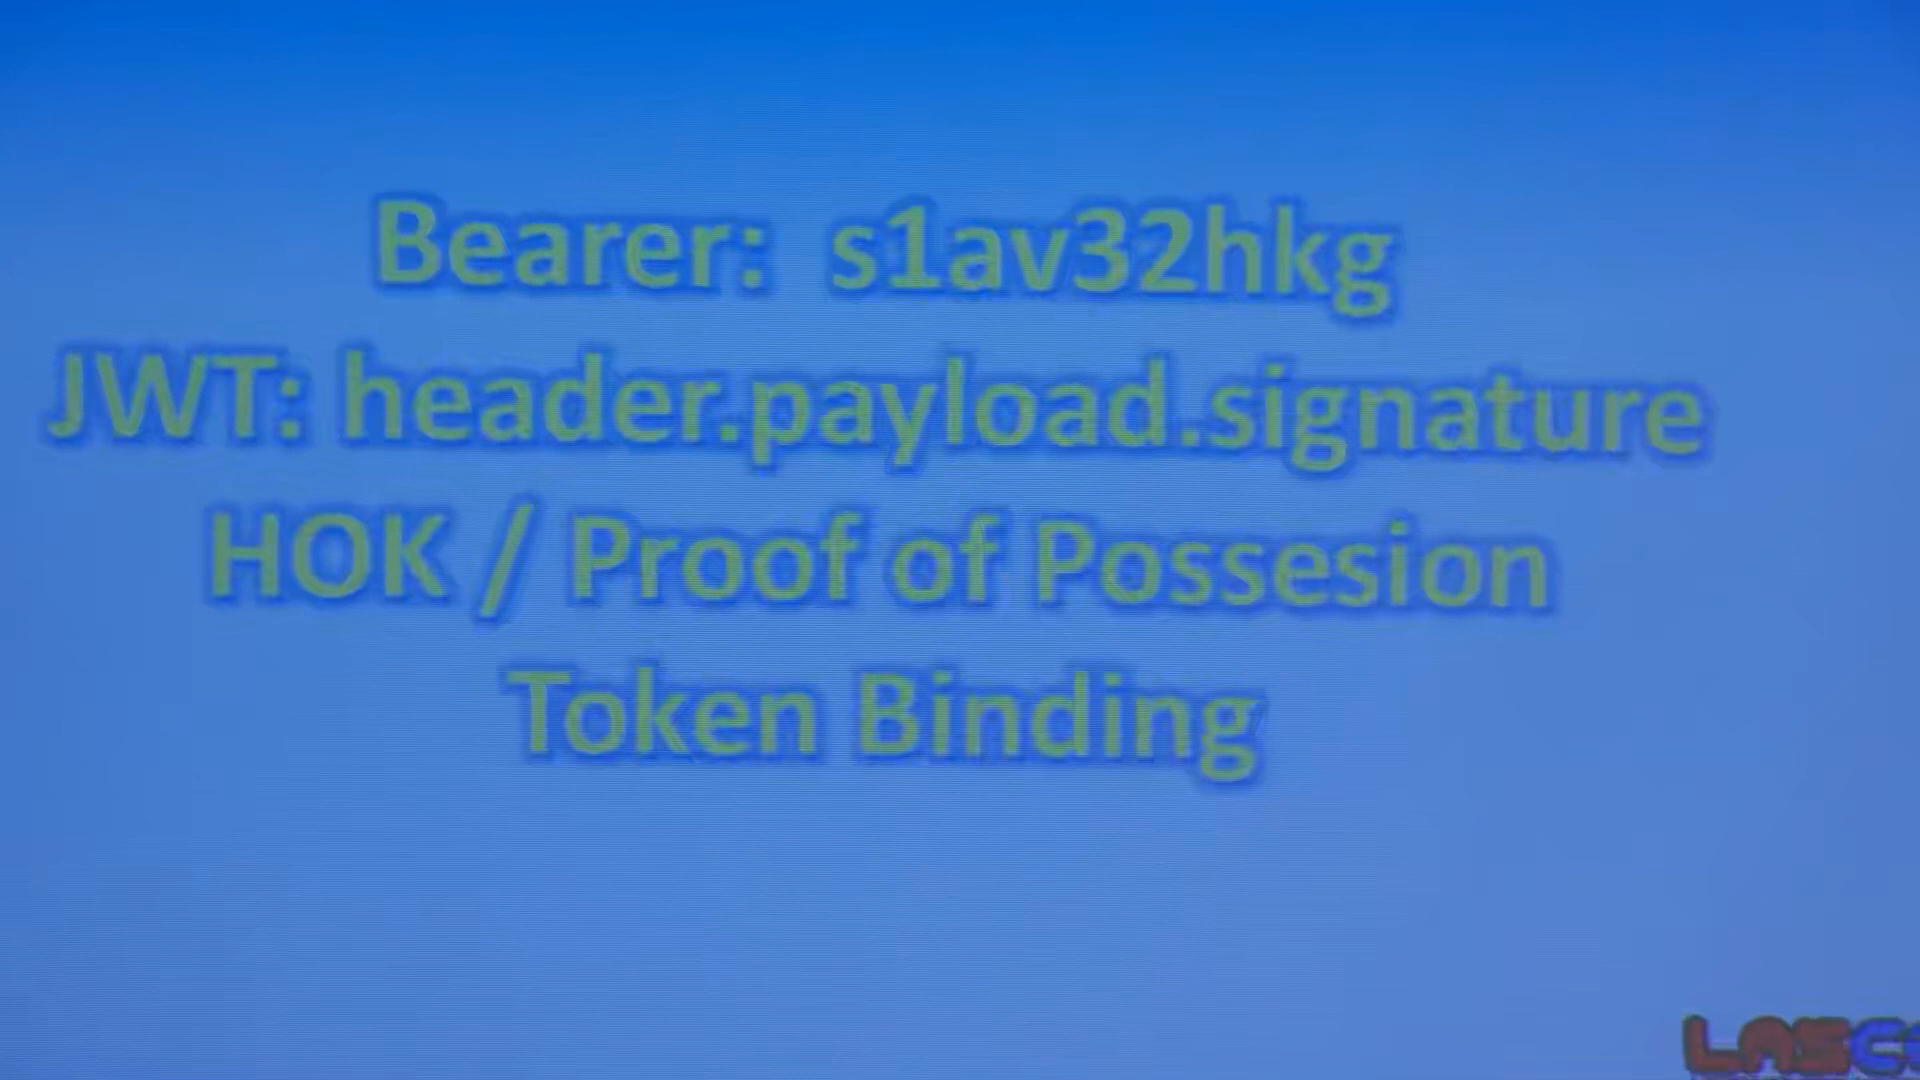 Bearer: s1av32hkg
JWT: header.payload.signature
HOK / Proof of Possesion
Token Binding